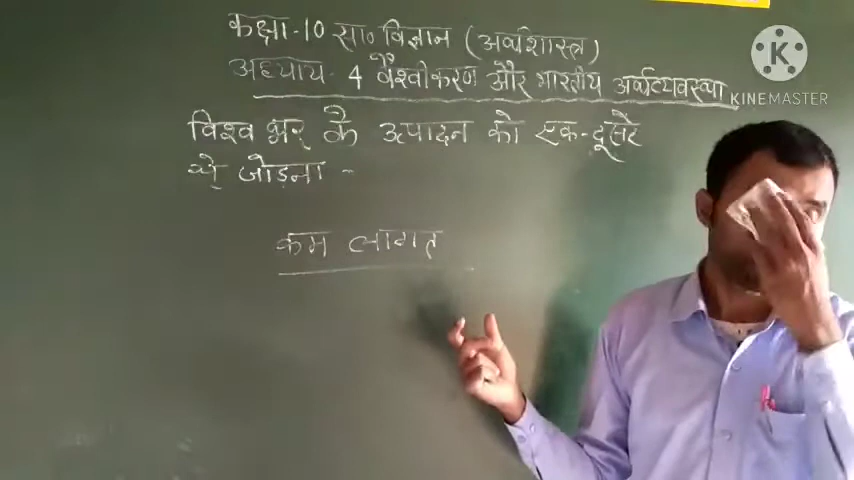 कक्षा-10 सा० विज्ञान (अर्थशास्त्र)
अध्याय- 4 वैश्वीकरण और भारतीय अर्थव्यवस्था
विश्व भर के उत्पादन को एक-दूसरे
से जोड़ना -
कम लागत
K
KINEMASTER